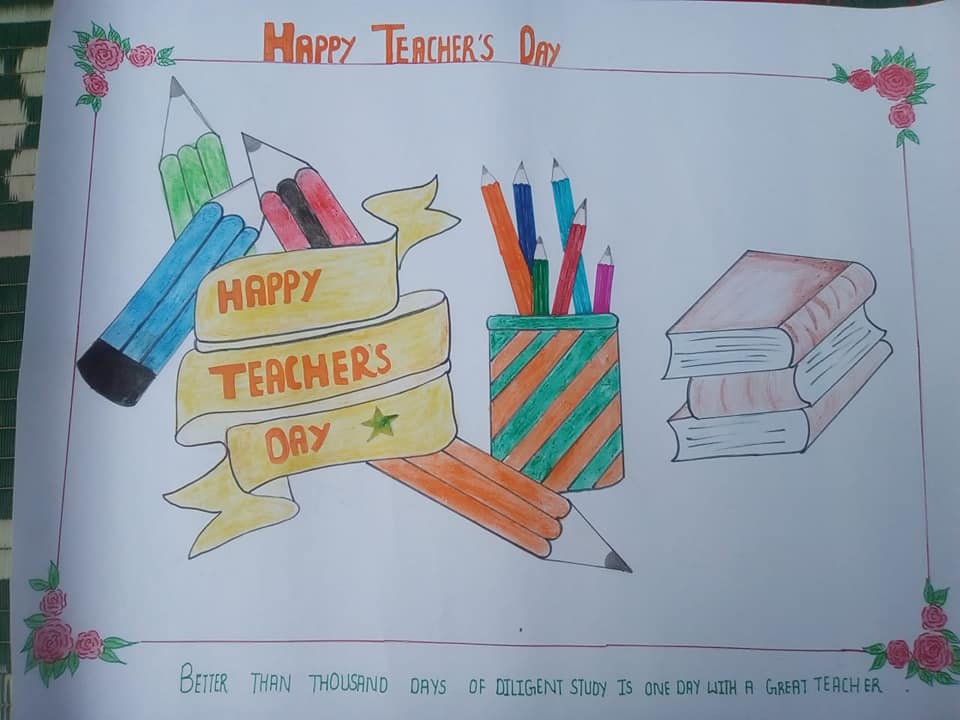 HAPPY TEACHER'S DAY
HAPPY
TEACHER'S
DAY
BETTER THAN THOUSAND DAYS OF DILIGENT STUDY IS ONE DAY WITH A GREAT TEACHER .